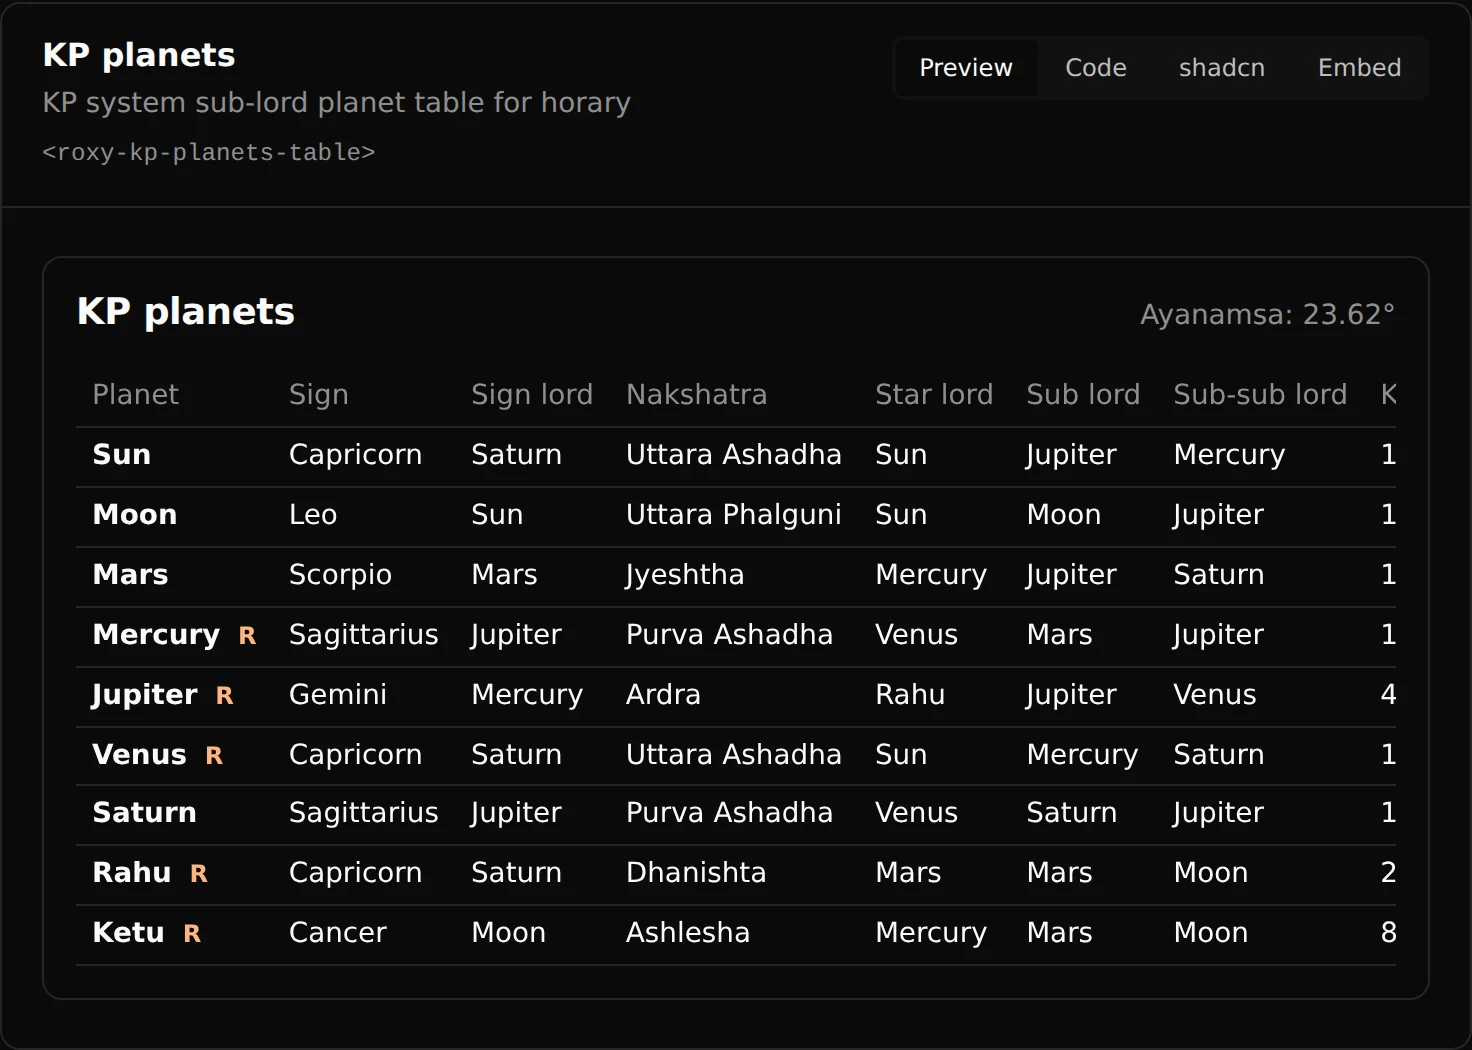 KP planets
KP system sub-lord planet table for horary
<roxy-kp-planets-table>
Preview Code shadcn Embed
KP planets
Ayanamsa: 23.62°
Planet Sign Sign lord Nakshatra Star lord Sub lord Sub-sub lord K
Sun Capricorn Saturn Uttara Ashadha Sun Jupiter Mercury 1
Moon Leo Sun Uttara Phalguni Sun Moon Jupiter 1
Mars Scorpio Mars Jyeshtha Mercury Jupiter Saturn 1
Mercury R Sagittarius Jupiter Purva Ashadha Venus Mars Jupiter 1
Jupiter R Gemini Mercury Ardra Rahu Jupiter Venus 4
Venus R Capricorn Saturn Uttara Ashadha Sun Mercury Saturn 1
Saturn Sagittarius Jupiter Purva Ashadha Venus Saturn Jupiter 1
Rahu R Capricorn Saturn Dhanishta Mars Mars Moon 2
Ketu R Cancer Moon Ashlesha Mercury Mars Moon 8